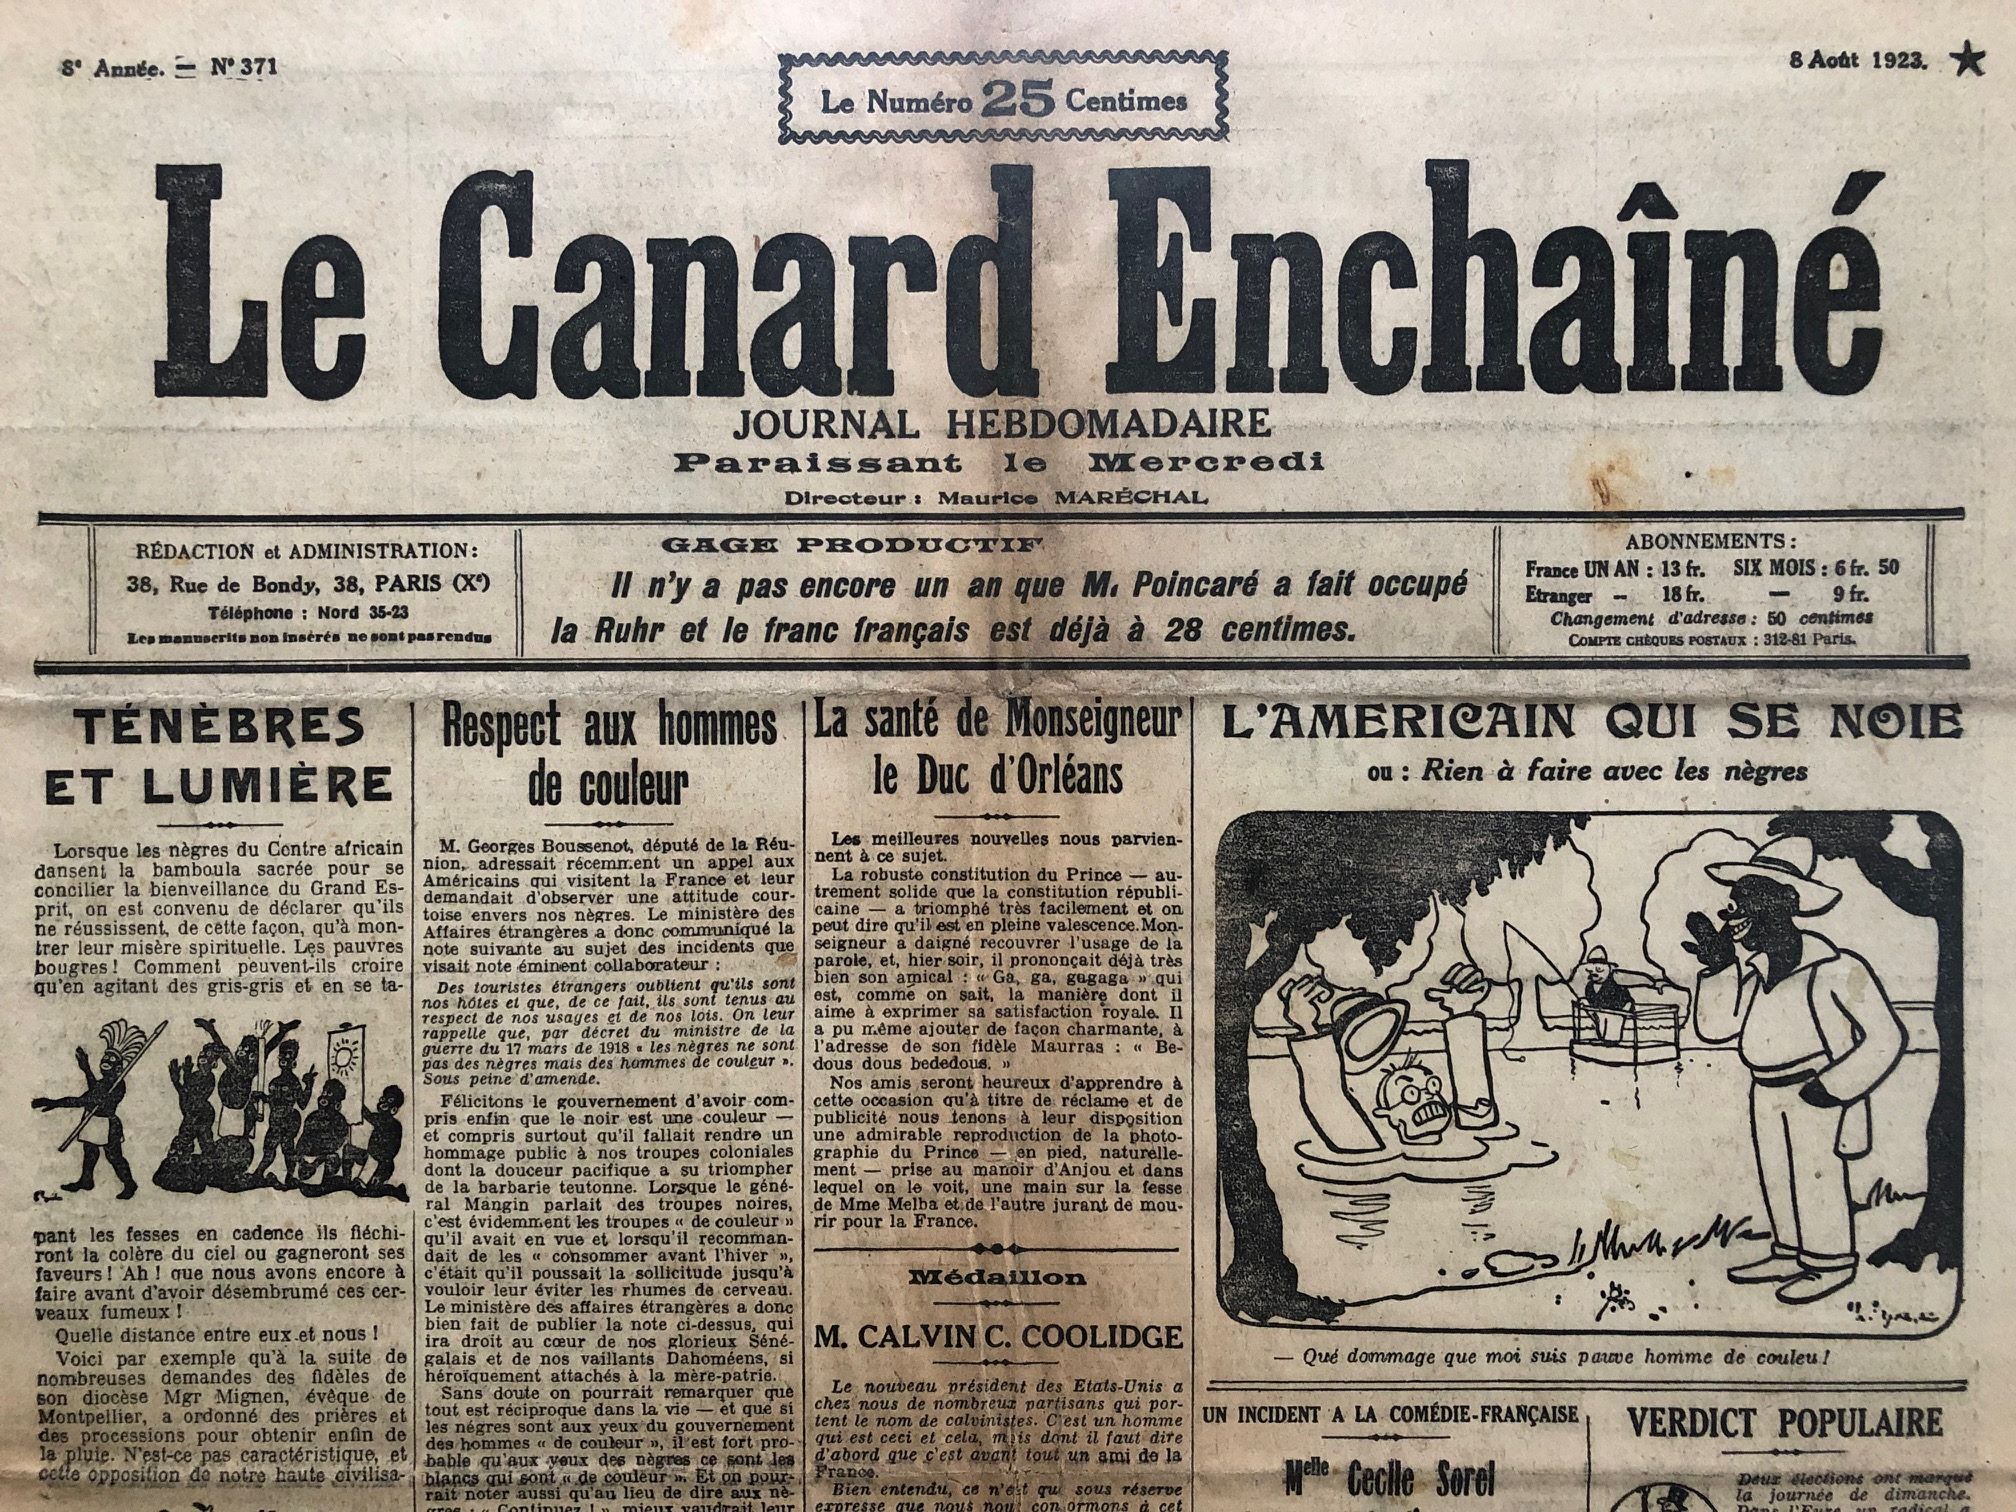 8e Année. — N° 371
8 Août 1923.
Le Numéro 25 Centimes
Le Canard Enchaîné
JOURNAL HEBDOMADAIRE
Paraissant le Mercredi
Directeur : Maurice MARÉCHAL
RÉDACTION et ADMINISTRATION :
38, Rue de Bondy, 38, PARIS (Xe)
Téléphone : Nord 35-23
Les manuscrits non insérés ne sont pas rendus
GAGE PRODUCTIF
Il n'y a pas encore un an que M. Poincaré a fait occupé
la Ruhr et le franc français est déjà à 28 centimes.
ABONNEMENTS :
France UN AN : 13 fr. SIX MOIS : 6 fr. 50
Etranger — 18 fr. — 9 fr.
Changement d'adresse : 50 centimes
COMPTE CHÈQUES POSTAUX : 312-81 Paris.
TÉNÈBRES
ET LUMIÈRE
Lorsque les nègres du Centre africain
dansent la bamboula sacrée pour se
concilier la bienveillance du Grand Es-
prit, on est convenu de déclarer qu'ils
ne réussissent, de cette façon, qu'à mon-
trer leur misère spirituelle. Les pauvres
bougres ! Comment peuvent-ils croire
qu'en agitant des gris-gris et en se ta-
pant les fesses en cadence ils fléchi-
ront la colère du ciel ou gagneront ses
faveurs ! Ah ! que nous avons encore à
faire avant d'avoir désembrumé ces cer-
veaux fumeux !
Quelle distance entre eux et nous !
Voici par exemple qu'à la suite de
nombreuses demandes des fidèles de
son diocèse Mgr Mignen, évêque de
Montpellier, a ordonné des prières et
des processions pour obtenir enfin de
la pluie. N'est-ce pas caractéristique, et
cette opposition de notre haute civilisa-
Respect aux hommes
de couleur
M. Georges Boussenot, député de la Réu-
nion, adressait récemment un appel aux
Américains qui visitent la France et leur
demandait d'observer une attitude cour-
toise envers nos nègres. Le ministère des
Affaires étrangères a donc communiqué la
note suivante au sujet des incidents que
visait note éminent collaborateur :
Des touristes étrangers oublient qu'ils sont
nos hôtes et que, de ce fait, ils sont tenus au
respect de nos usages et de nos lois. On leur
rappelle que, par décret du ministre de la
guerre du 17 mars de 1918 « les nègres ne sont
pas des nègres mais des hommes de couleur ».
Sous peine d'amende.
Félicitons le gouvernement d'avoir com-
pris enfin que le noir est une couleur —
et compris surtout qu'il fallait rendre un
hommage public à nos troupes coloniales
dont la douceur pacifique a su triompher
de la barbarie teutonne. Lorsque le géné-
ral Mangin parlait des troupes noires,
c'est évidemment les troupes « de couleur »
qu'il avait en vue et lorsqu'il recomman-
dait de les « consommer avant l'hiver »,
c'était qu'il poussait la sollicitude jusqu'à
vouloir leur éviter les rhumes de cerveau.
Le ministère des affaires étrangères a donc
bien fait de publier la note ci-dessus, qui
ira droit au cœur de nos glorieux Séné-
galais et de nos vaillants Dahoméens, si
héroïquement attachés à la mère-patrie.
Sans doute on pourrait remarquer que
tout est réciproque dans la vie — et que si
les nègres sont aux yeux du gouvernement
des hommes « de couleur », il est fort pro-
bable qu'aux yeux des nègres ce sont les
blancs qui sont « de couleur ». Et on pour-
rait noter aussi qu'au lieu de dire aux nè-
gres : « Continuez ! » mieux vaudrait leur
La santé de Monseigneur
le Duc d'Orléans
Les meilleures nouvelles nous parvien-
nent à ce sujet.
La robuste constitution du Prince — au-
trement solide que la constitution républi-
caine — a triomphé très facilement et on
peut dire qu'il est en pleine valescence. Mon-
seigneur a daigné recouvrer l'usage de la
parole, et, hier soir, il prononçait déjà très
bien son amical : « Ga, ga, gagaga » qui
est, comme on sait, la manière dont il
aime à exprimer sa satisfaction royale. Il
a pu même ajouter de façon charmante, à
l'adresse de son fidèle Maurras : « Be-
dous dous bededous. »
Nos amis seront heureux d'apprendre à
cette occasion qu'à titre de réclame et de
publicité nous tenons à leur disposition
une admirable reproduction de la photo-
graphie du Prince — en pied, naturelle-
ment — prise au manoir d'Anjou et dans
lequel on le voit, une main sur la fesse
de Mme Melba et de l'autre jurant de mou-
rir pour la France.
Médaillon
M. CALVIN C. COOLIDGE
Le nouveau président des Etats-Unis a
chez nous de nombreux partisans qui por-
tent le nom de calvinistes. C'est un homme
qui est ceci et cela, mais dont il faut dire
d'abord que c'est avant tout un ami de la
France.
Bien entendu, ce n'est que sous réserve
expresse que nous nous conformons à cet
L'AMERICAIN QUI SE NOIE
ou : Rien à faire avec les nègres
— Qué dommage que moi suis pauve homme de couleu !
UN INCIDENT A LA COMÉDIE-FRANÇAISE
Melle Cecile Sorel
VERDICT POPULAIRE
Deux élections ont marqué
la journée de dimanche.
Dans l'Eure un radical a